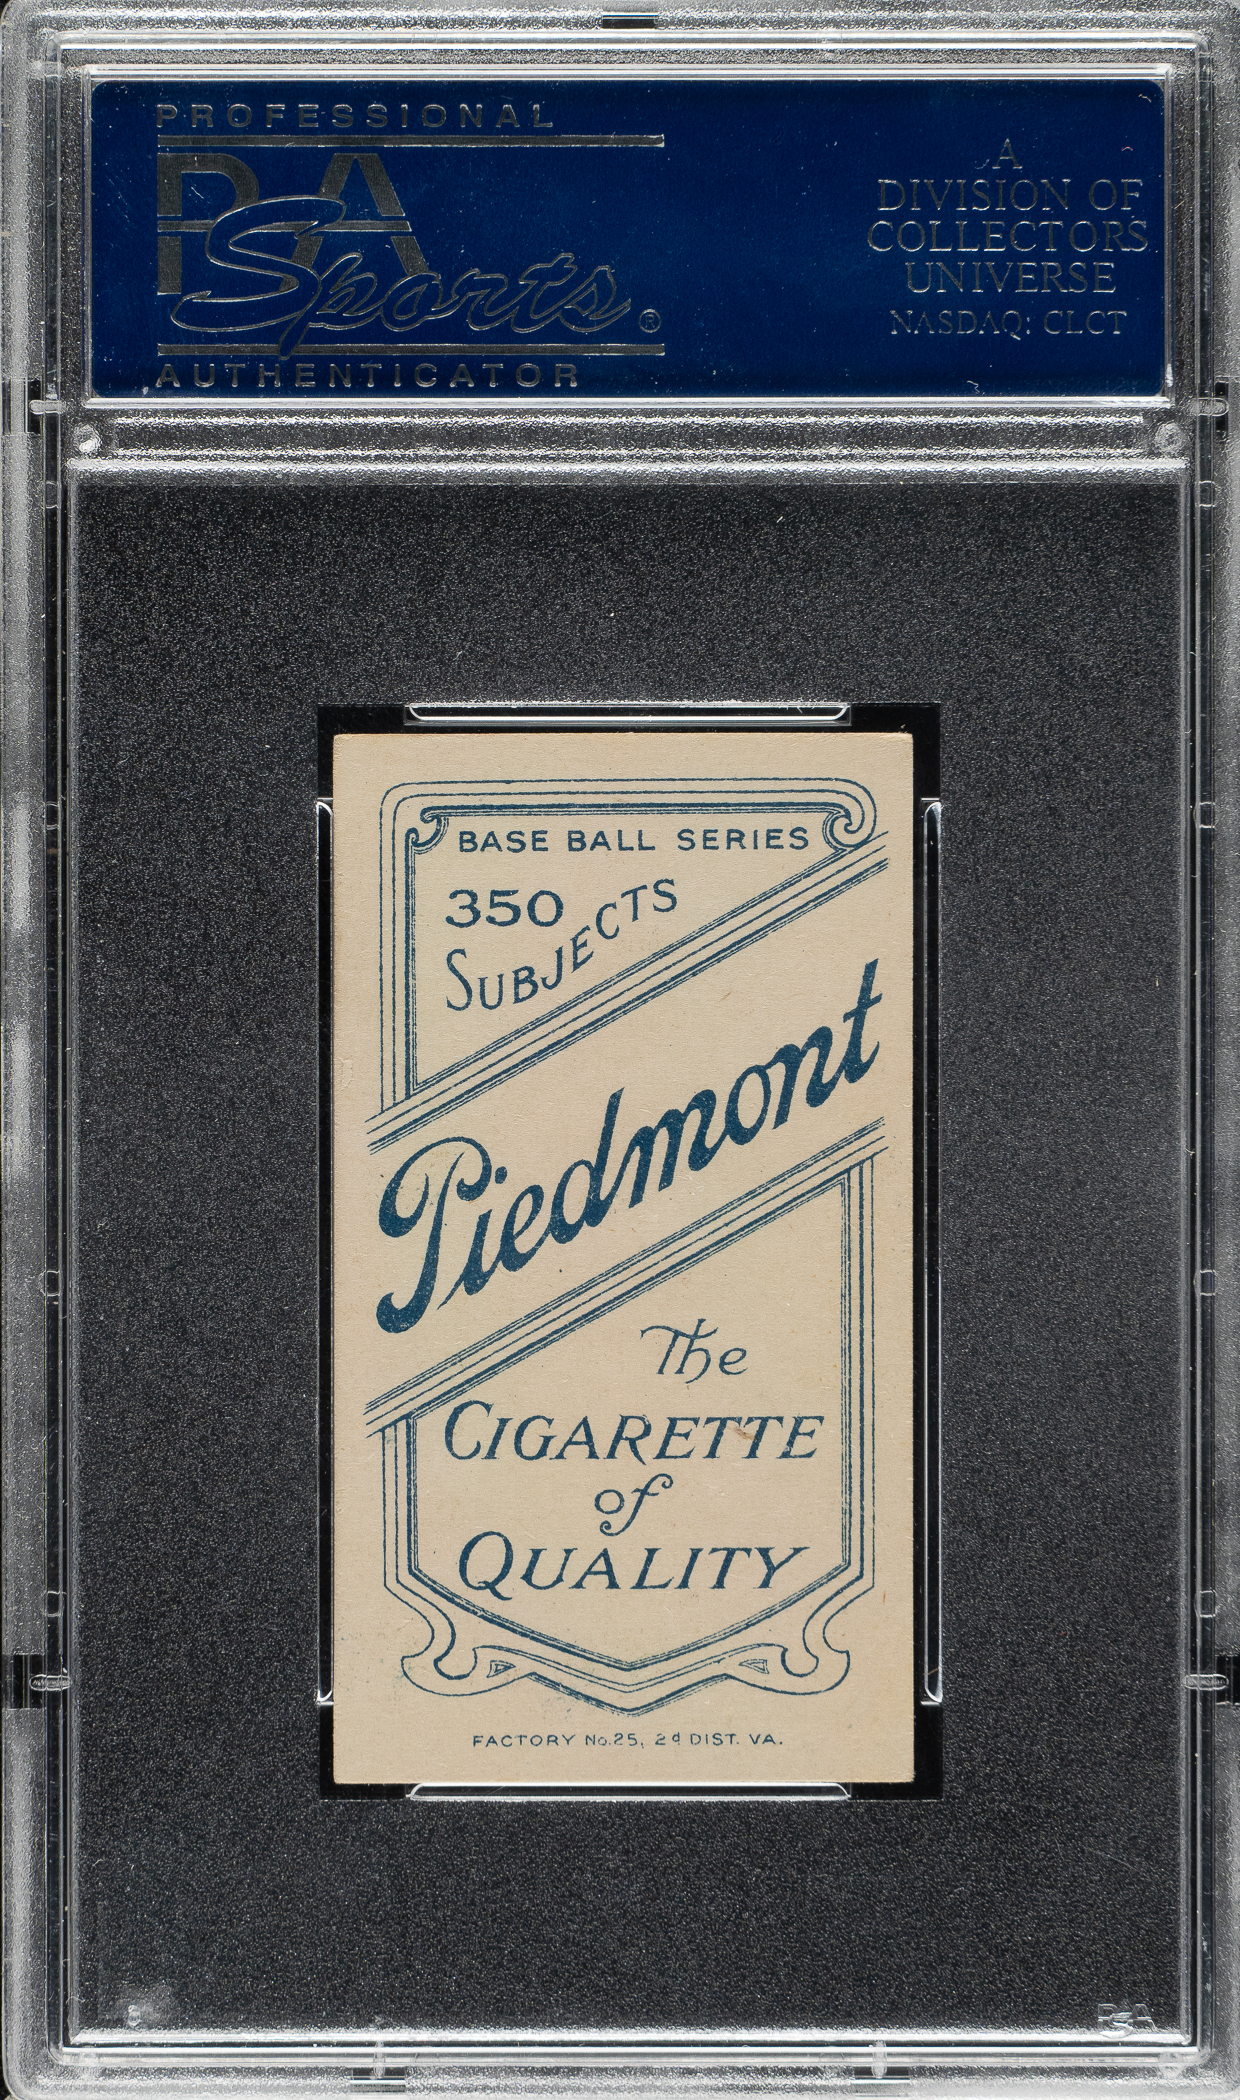 PROFESSIONAL
PSA
Sports®
AUTHENTICATOR
A
DIVISION OF
COLLECTORS
UNIVERSE
NASDAQ: CLCT
BASE BALL SERIES
350
SUBJECTS
Piedmont
The
CIGARETTE
of
QUALITY
FACTORY No.25, 2d DIST. VA.
PSA